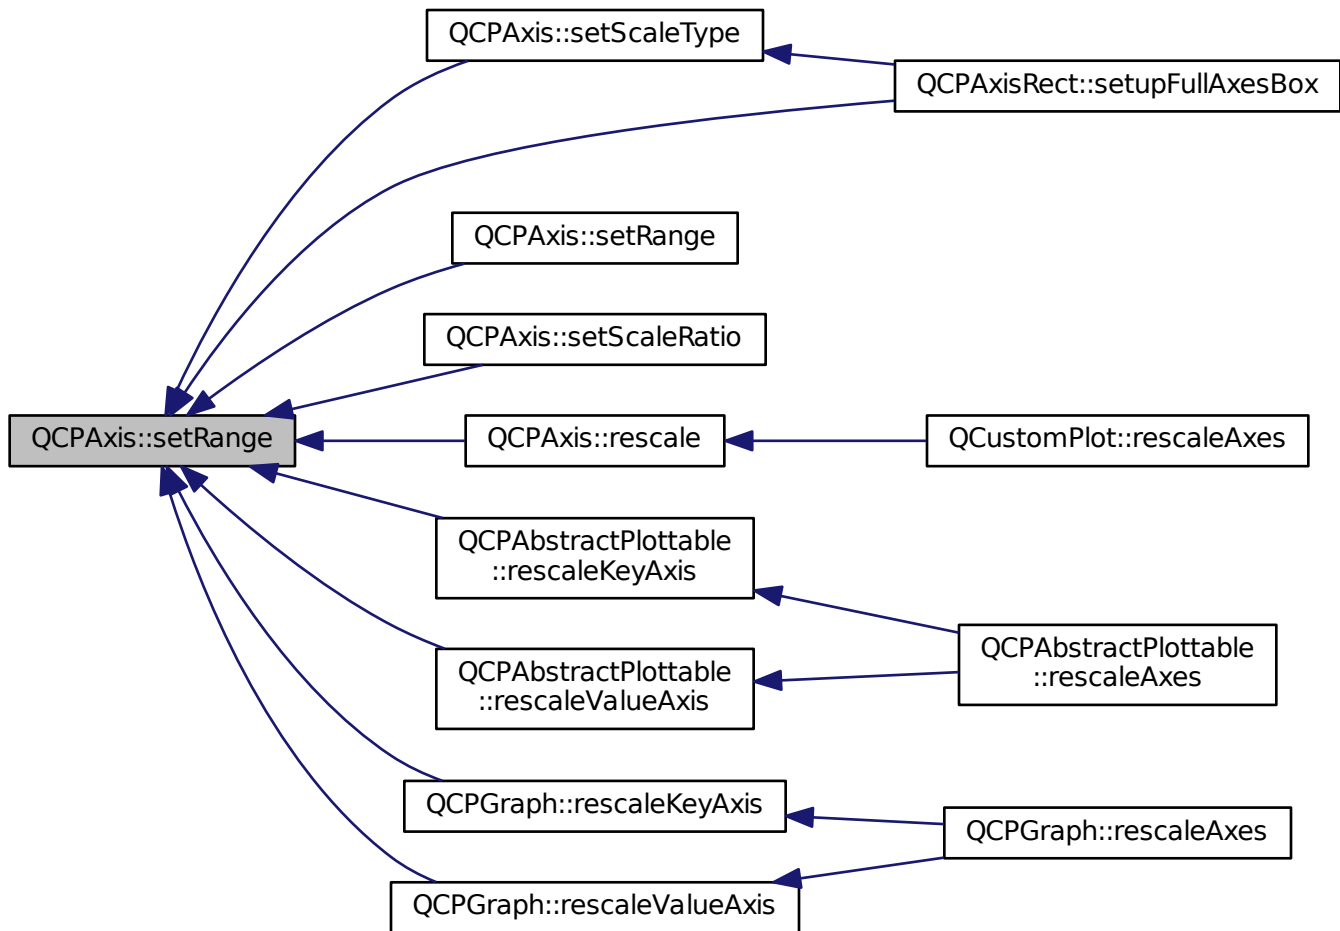 QCPAxis::setScaleType
QCPAxisRect::setupFullAxesBox
QCPAxis::setRange
QCPAxis::setScaleRatio
QCPAxis::setRange
QCPAxis::rescale
QCustomPlot::rescaleAxes
QCPAbstractPlottable
::rescaleKeyAxis
QCPAbstractPlottable
::rescaleAxes
QCPAbstractPlottable
::rescaleValueAxis
QCPGraph::rescaleKeyAxis
QCPGraph::rescaleAxes
QCPGraph::rescaleValueAxis